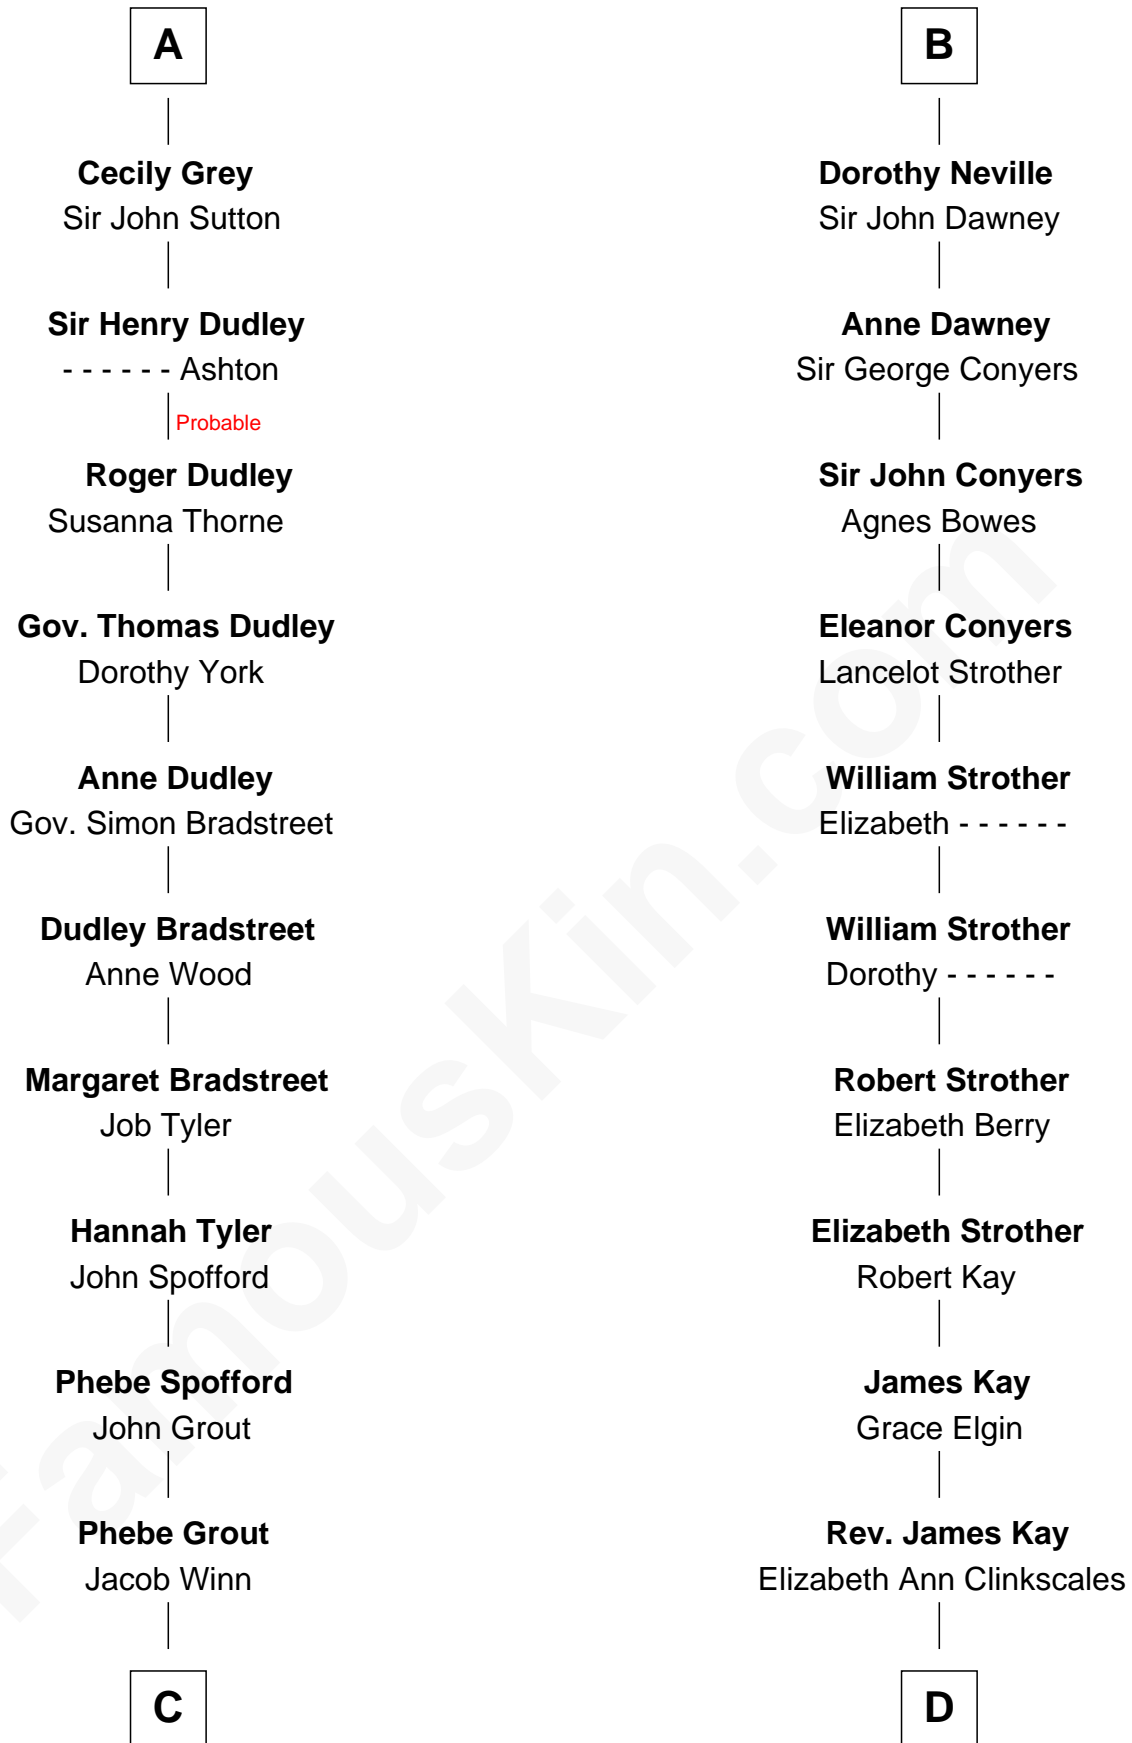 A
Cecily Grey
Sir John Sutton
Sir Henry Dudley
- - - - - - Ashton
Probable
Roger Dudley
Susanna Thorne
Gov. Thomas Dudley
Dorothy York
Anne Dudley
Gov. Simon Bradstreet
Dudley Bradstreet
Anne Wood
Margaret Bradstreet
Job Tyler
Hannah Tyler
John Spofford
Phebe Spofford
John Grout
Phebe Grout
Jacob Winn
C
B
Dorothy Neville
Sir John Dawney
Anne Dawney
Sir George Conyers
Sir John Conyers
Agnes Bowes
Eleanor Conyers
Lancelot Strother
William Strother
Elizabeth - - - - - -
William Strother
Dorothy - - - - - -
Robert Strother
Elizabeth Berry
Elizabeth Strother
Robert Kay
James Kay
Grace Elgin
Rev. James Kay
Elizabeth Ann Clinkscales
D
FamousKin.com